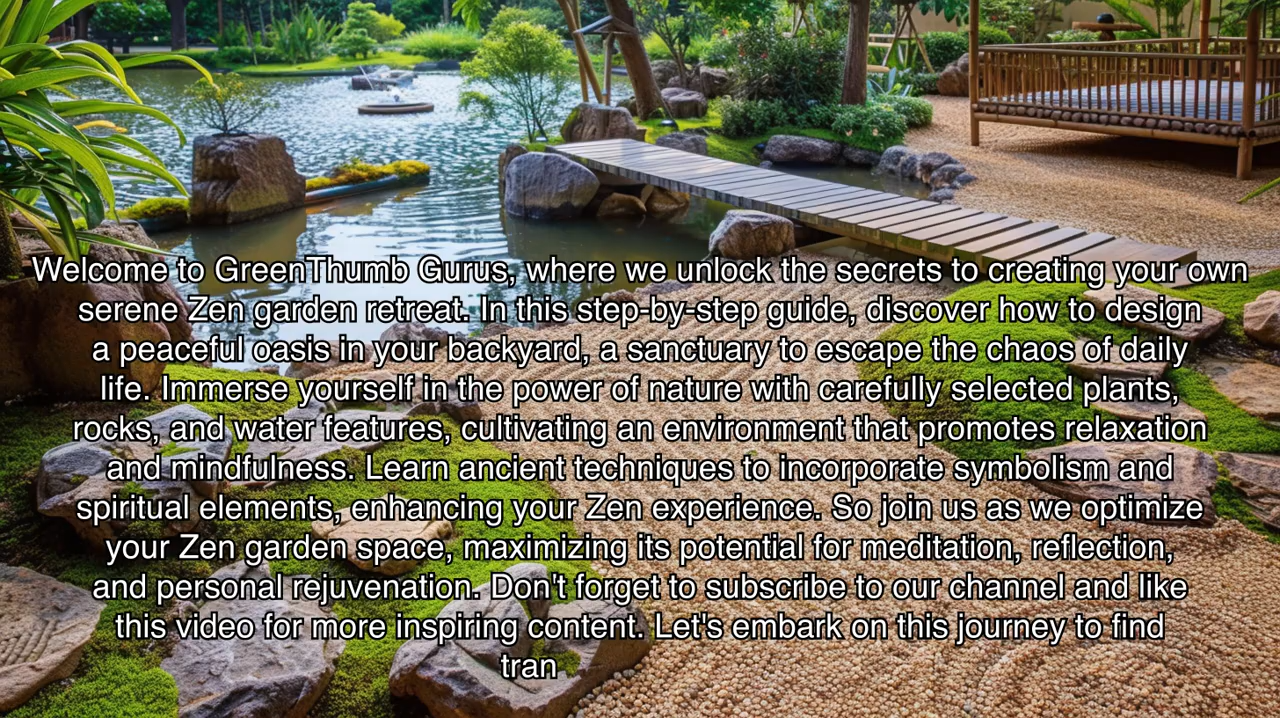 Welcome to GreenThumb Gurus, where we unlock the secrets to creating your own
serene Zen garden retreat. In this step-by-step guide, discover how to design
a peaceful oasis in your backyard, a sanctuary to escape the chaos of daily
life. Immerse yourself in the power of nature with carefully selected plants,
rocks, and water features, cultivating an environment that promotes relaxation
and mindfulness. Learn ancient techniques to incorporate symbolism and
spiritual elements, enhancing your Zen experience. So join us as we optimize
your Zen garden space, maximizing its potential for meditation, reflection,
and personal rejuvenation. Don't forget to subscribe to our channel and like
this video for more inspiring content. Let's embark on this journey to find
tran